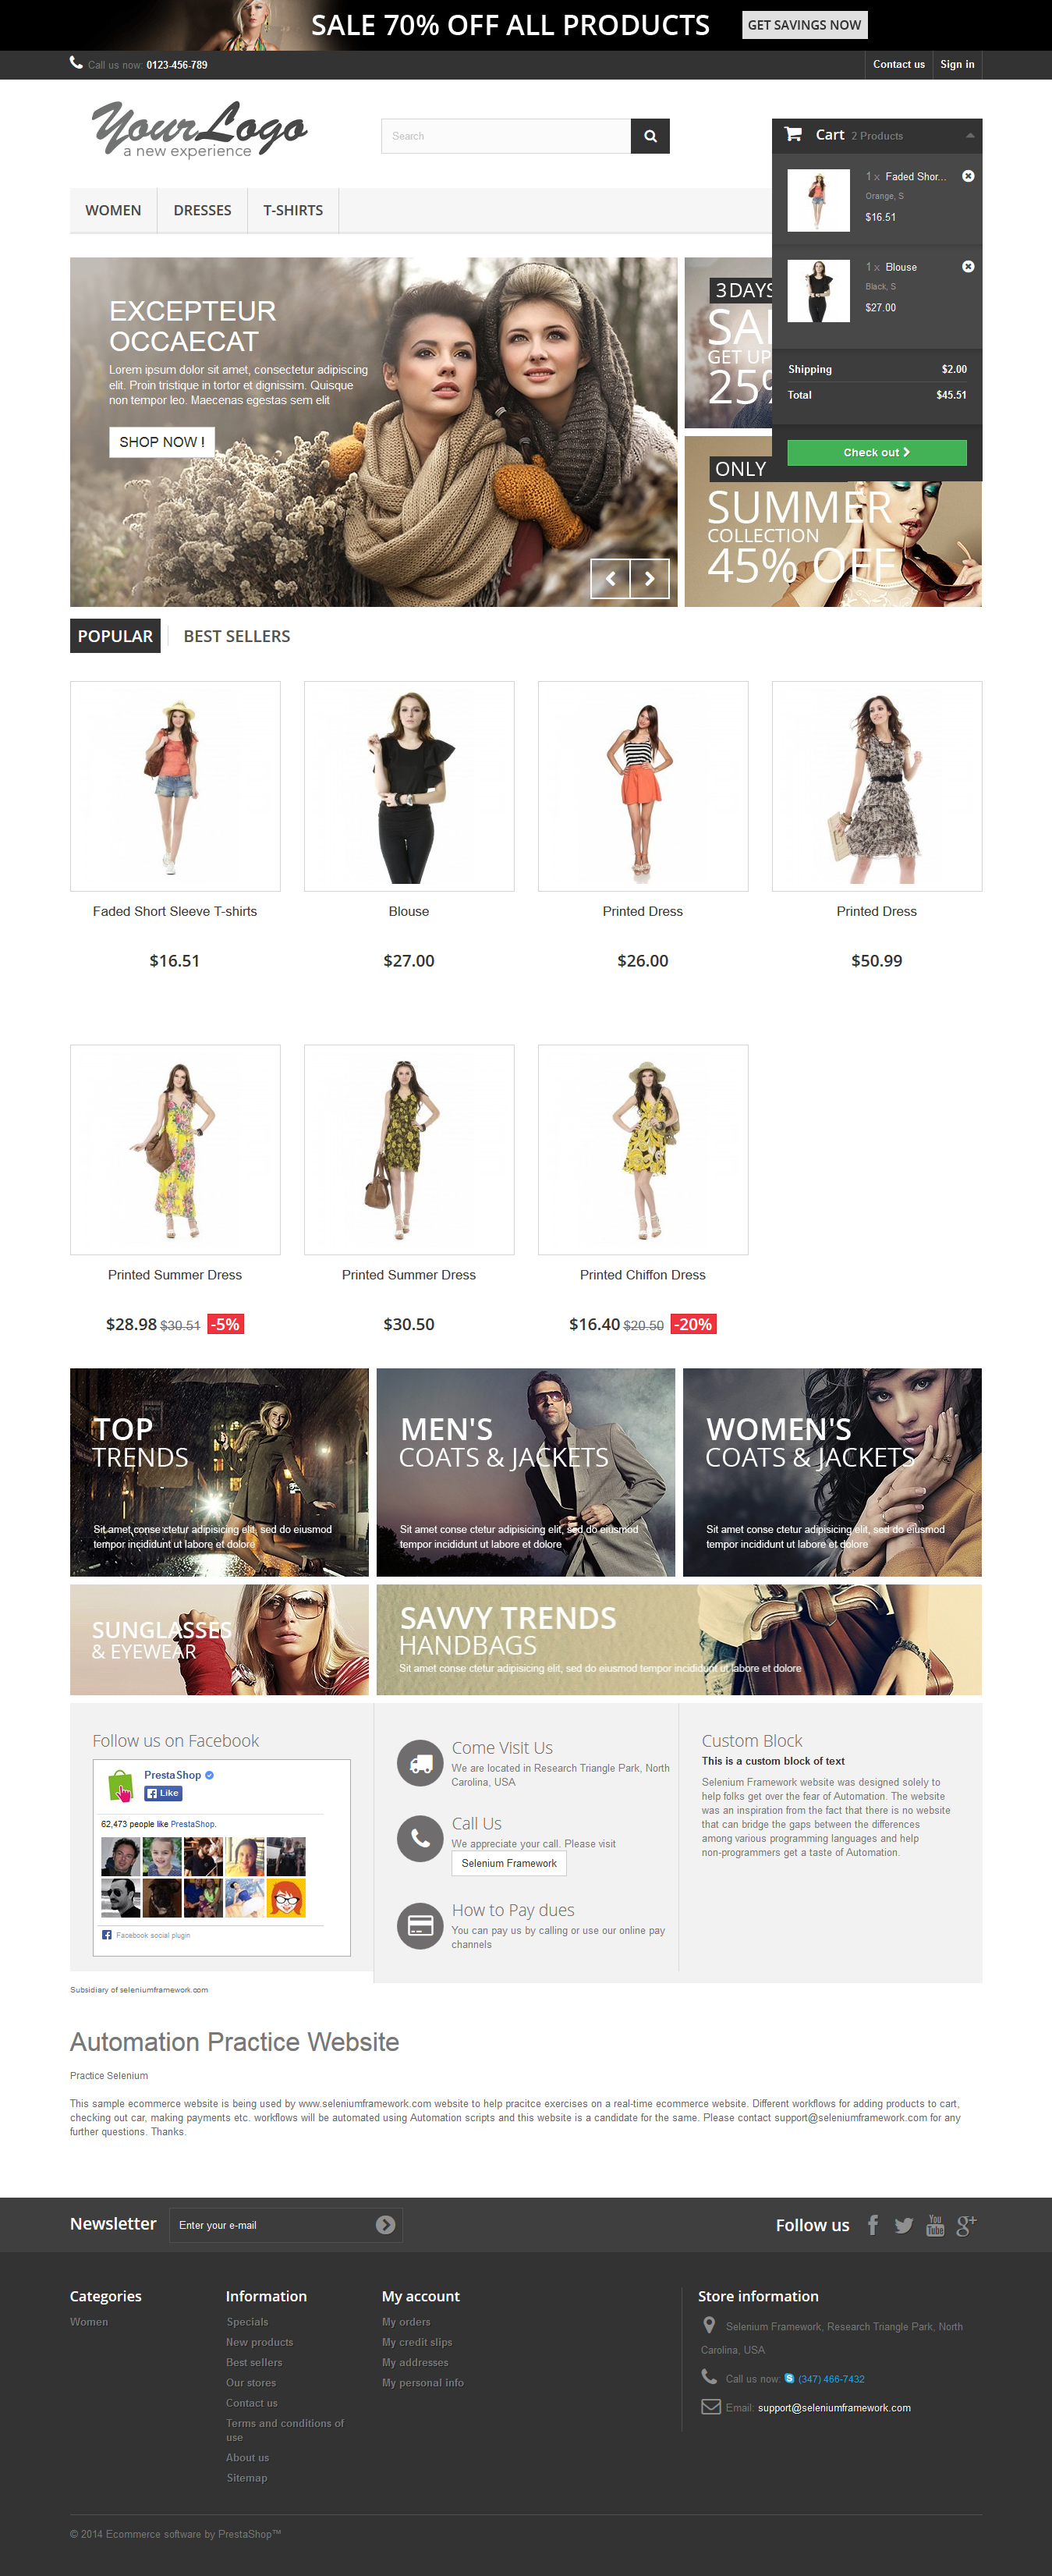 SALE 70% OFF ALL PRODUCTS
GET SAVINGS NOW
Call us now: 0123-456-789
Contact us
Sign in
YourLogo
a new experience
Search
Cart 2 Products
1 x Faded Shor...
Orange, S
$16.51
1 x Blouse
Black, S
$27.00
Shipping $2.00
Total $45.51
Check out
WOMEN
DRESSES
T-SHIRTS
EXCEPTEUR
OCCAECAT
Lorem ipsum dolor sit amet, consectetur adipiscing
elit. Proin tristique in tortor et dignissim. Quisque
non tempor leo. Maecenas egestas sem elit
SHOP NOW !
3 DAYS
GET UP
25%
ONLY
SUMMER
COLLECTION
45% OFF
POPULAR
BEST SELLERS
Faded Short Sleeve T-shirts
$16.51
Blouse
$27.00
Printed Dress
$26.00
Printed Dress
$50.99
Printed Summer Dress
$28.98 $30.51 -5%
Printed Summer Dress
$30.50
Printed Chiffon Dress
$16.40 $20.50 -20%
TOP
TRENDS
Sit amet conse ctetur adipisicing elit, sed do eiusmod
tempor incididunt ut labore et dolore
MEN'S
COATS & JACKETS
Sit amet conse ctetur adipisicing elit, sed do eiusmod
tempor incididunt ut labore et dolore
WOMEN'S
COATS & JACKETS
Sit amet conse ctetur adipisicing elit, sed do eiusmod
tempor incididunt ut labore et dolore
SUNGLASSES
& EYEWEAR
SAVVY TRENDS
HANDBAGS
Sit amet conse ctetur adipisicing elit, sed do eiusmod tempor incididunt ut labore et dolore
Follow us on Facebook
PrestaShop
Like
62,473 people like PrestaShop.
Facebook social plugin
Come Visit Us
We are located in Research Triangle Park, North
Carolina, USA
Call Us
We appreciate your call. Please visit
Selenium Framework
How to Pay dues
You can pay us by calling or use our online pay
channels
Custom Block
This is a custom block of text
Selenium Framework website was designed solely to
help folks get over the fear of Automation. The website
was an inspiration from the fact that there is no website
that can bridge the gaps between the differences
among various programming languages and help
non-programmers get a taste of Automation.
Subsidiary of seleniumframework.com
Automation Practice Website
Practice Selenium
This sample ecommerce website is being used by www.seleniumframework.com website to help pracitce exercises on a real-time ecommerce website. Different workflows for adding products to cart,
checking out car, making payments etc. workflows will be automated using Automation scripts and this website is a candidate for the same. Please contact support@seleniumframework.com for any
further questions. Thanks.
Newsletter
Enter your e-mail
Follow us
You
Tube
Categories
Women
Information
Specials
New products
Best sellers
Our stores
Contact us
Terms and conditions of
use
About us
Sitemap
My account
My orders
My credit slips
My addresses
My personal info
Store information
Selenium Framework, Research Triangle Park, North
Carolina, USA
Call us now: (347) 466-7432
Email: support@seleniumframework.com
© 2014 Ecommerce software by PrestaShop™